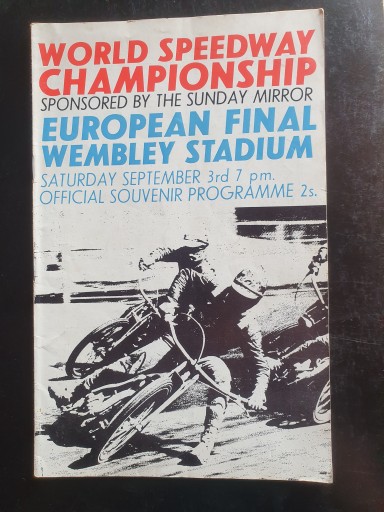 WORLD SPEEDWAY
CHAMPIONSHIP
SPONSORED BY THE SUNDAY MIRROR
EUROPEAN FINAL
WEMBLEY STADIUM
SATURDAY SEPTEMBER 3rd 7 pm.
OFFICIAL SOUVENIR PROGRAMME 2s.